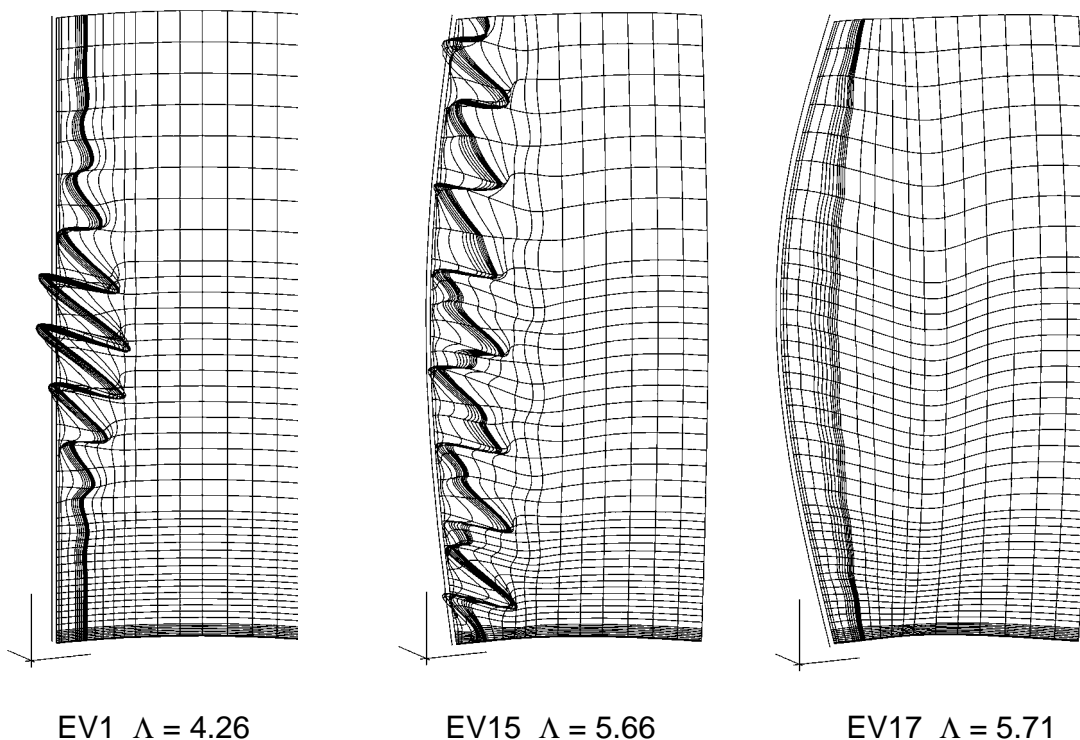 EV1 Λ = 4.26
EV15 Λ = 5.66
EV17 Λ = 5.71